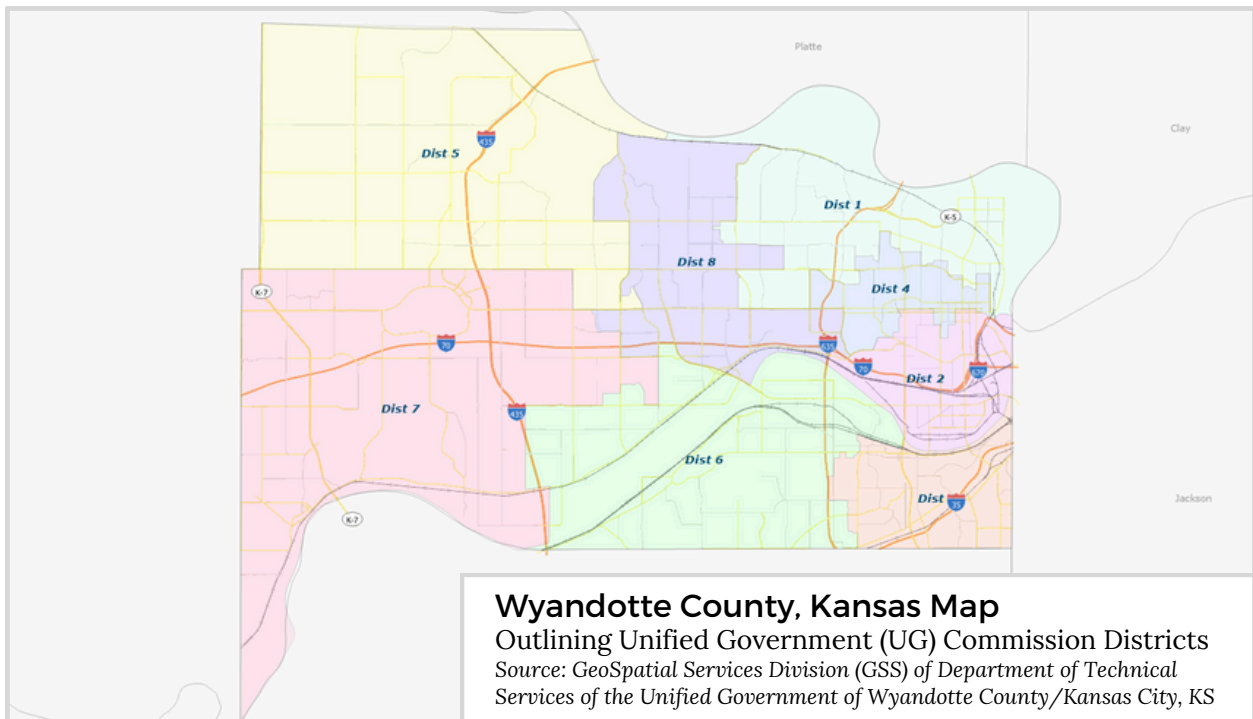 Platte
Clay
435
Dist 5
Dist 1
K-5
Dist 8
Dist 4
K-7
70
635
70
670
Dist 2
Dist 7
435
Dist 6
Dist
35
Jackson
K-7
Wyandotte County, Kansas Map
Outlining Unified Government (UG) Commission Districts
Source: GeoSpatial Services Division (GSS) of Department of Technical
Services of the Unified Government of Wyandotte County/Kansas City, KS